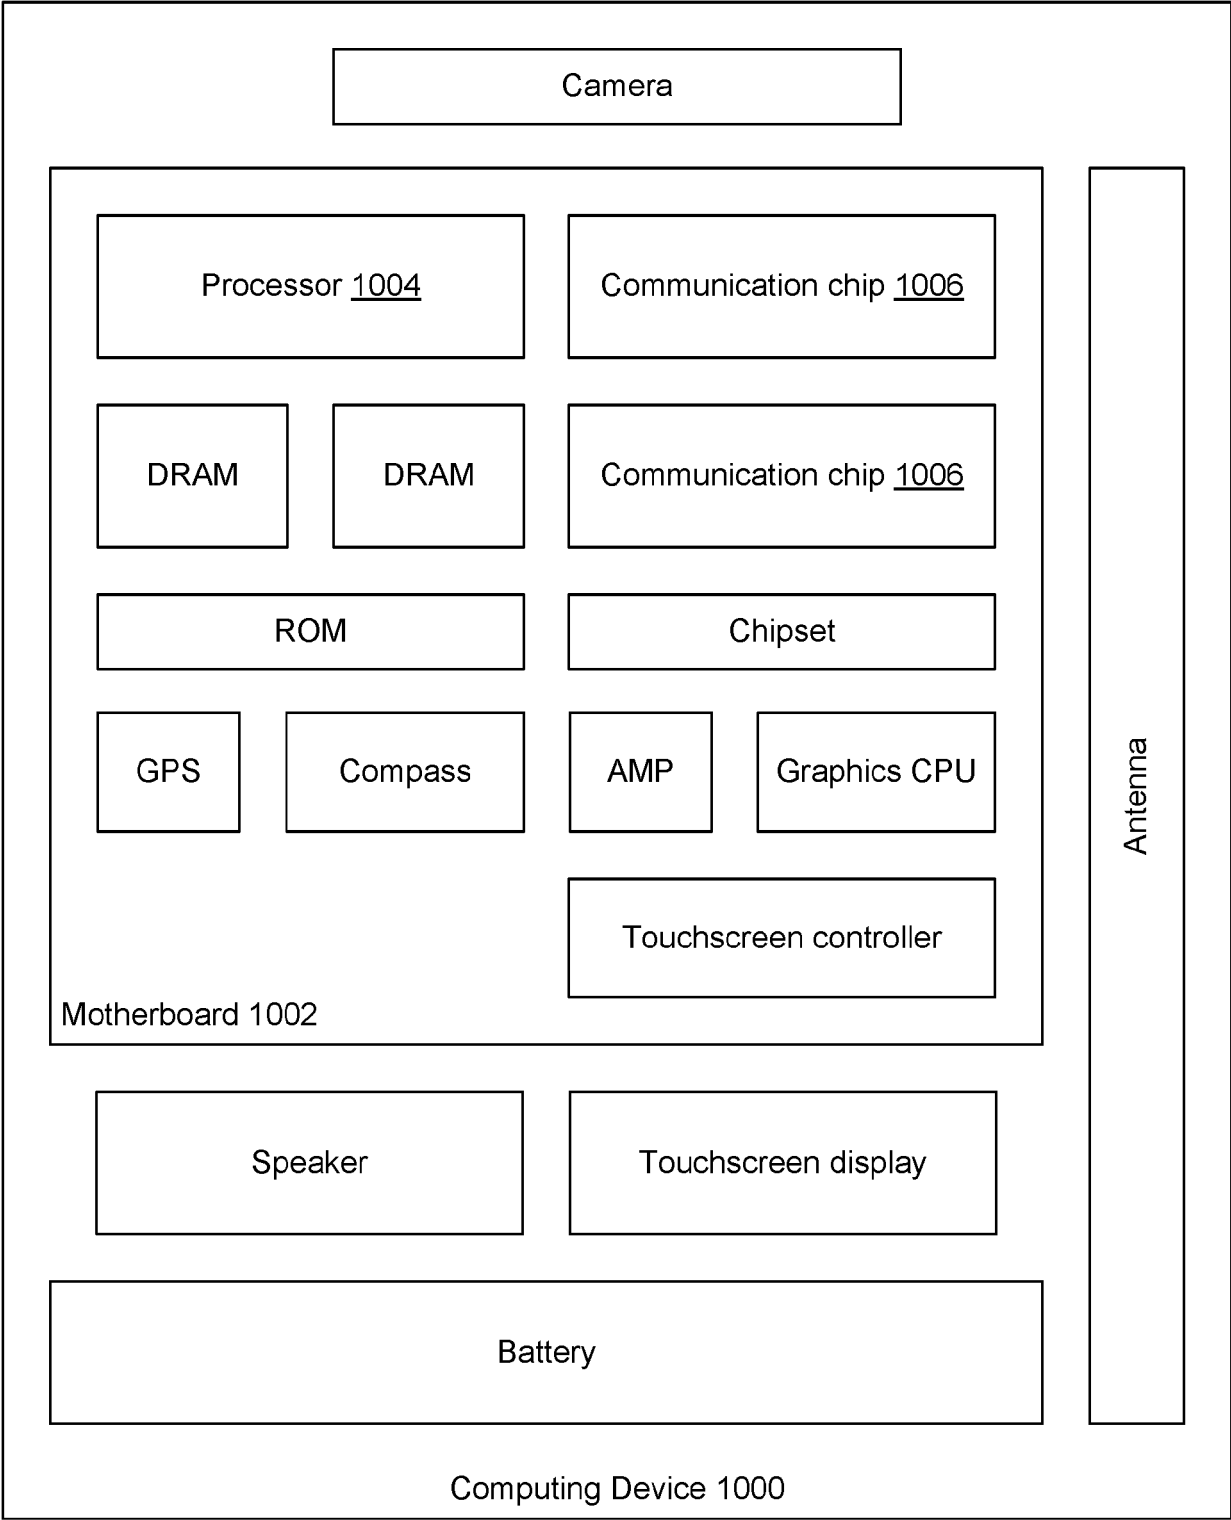 Camera
Processor 1004
Communication chip 1006
DRAM
DRAM
Communication chip 1006
ROM
Chipset
GPS
Compass
AMP
Graphics CPU
Antenna
Touchscreen controller
Motherboard 1002
Speaker
Touchscreen display
Battery
Computing Device 1000